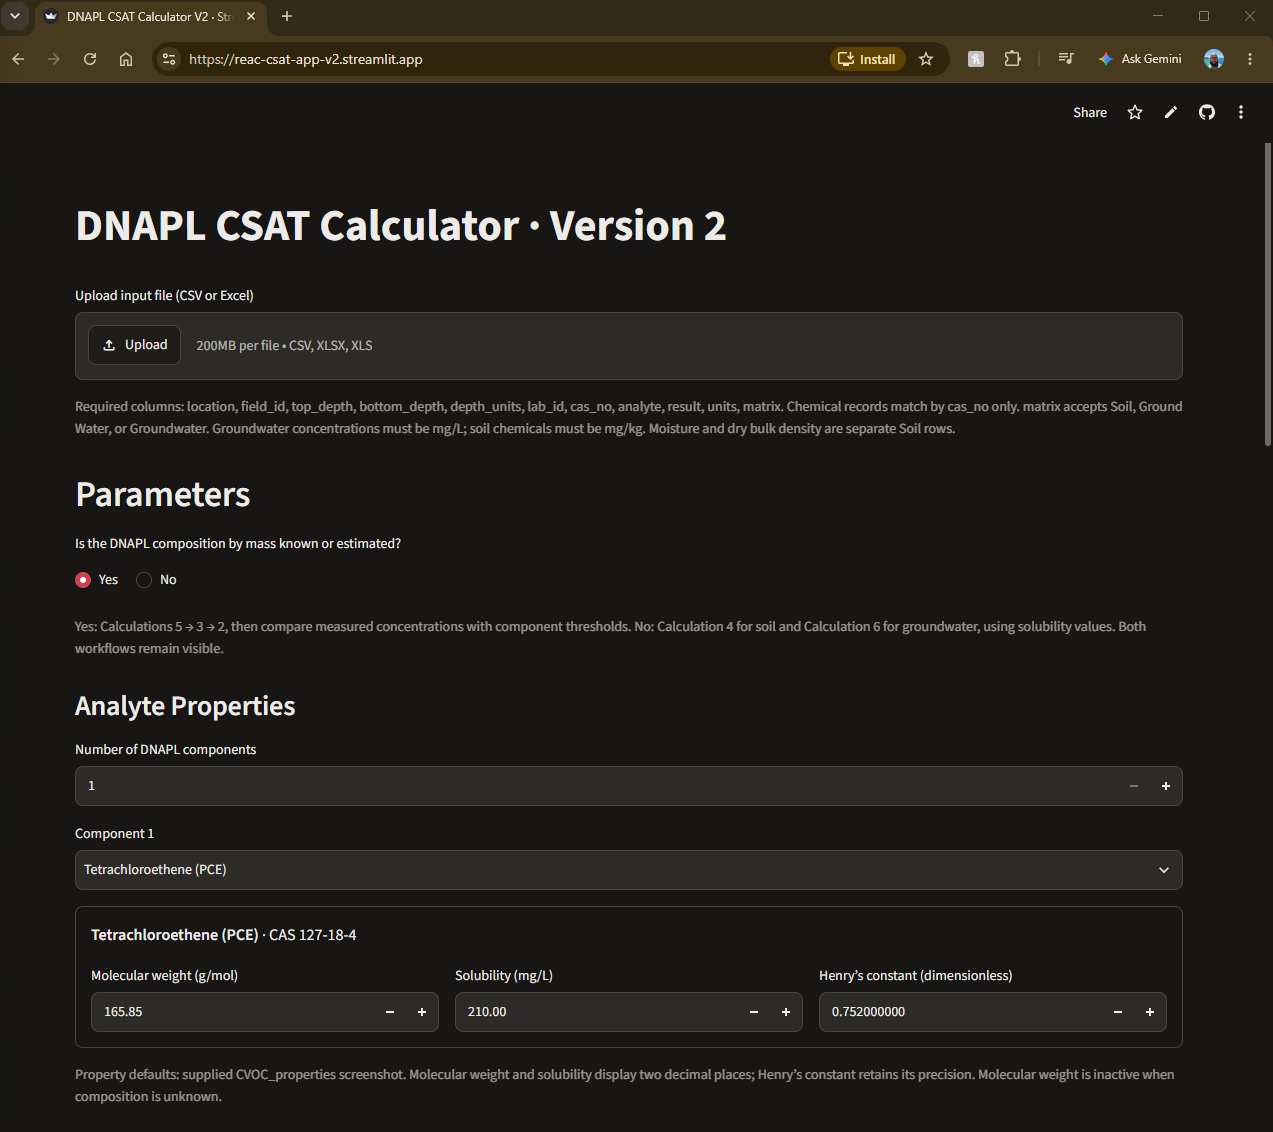 DNAPL CSAT Calculator V2 · Stre
https://reac-csat-app-v2.streamlit.app
Install
Ask Gemini
Share
DNAPL CSAT Calculator · Version 2
Upload input file (CSV or Excel)
Upload
200MB per file • CSV, XLSX, XLS
Required columns: location, field_id, top_depth, bottom_depth, depth_units, lab_id, cas_no, analyte, result, units, matrix. Chemical records match by cas_no only. matrix accepts Soil, Ground
Water, or Groundwater. Groundwater concentrations must be mg/L; soil chemicals must be mg/kg. Moisture and dry bulk density are separate Soil rows.
Parameters
Is the DNAPL composition by mass known or estimated?
Yes
No
Yes: Calculations 5 → 3 → 2, then compare measured concentrations with component thresholds. No: Calculation 4 for soil and Calculation 6 for groundwater, using solubility values. Both
workflows remain visible.
Analyte Properties
Number of DNAPL components
1
Component 1
Tetrachloroethene (PCE)
Tetrachloroethene (PCE) · CAS 127-18-4
Molecular weight (g/mol)
Solubility (mg/L)
Henry's constant (dimensionless)
165.85
210.00
0.752000000
Property defaults: supplied CVOC_properties screenshot. Molecular weight and solubility display two decimal places; Henry's constant retains its precision. Molecular weight is inactive when
composition is unknown.